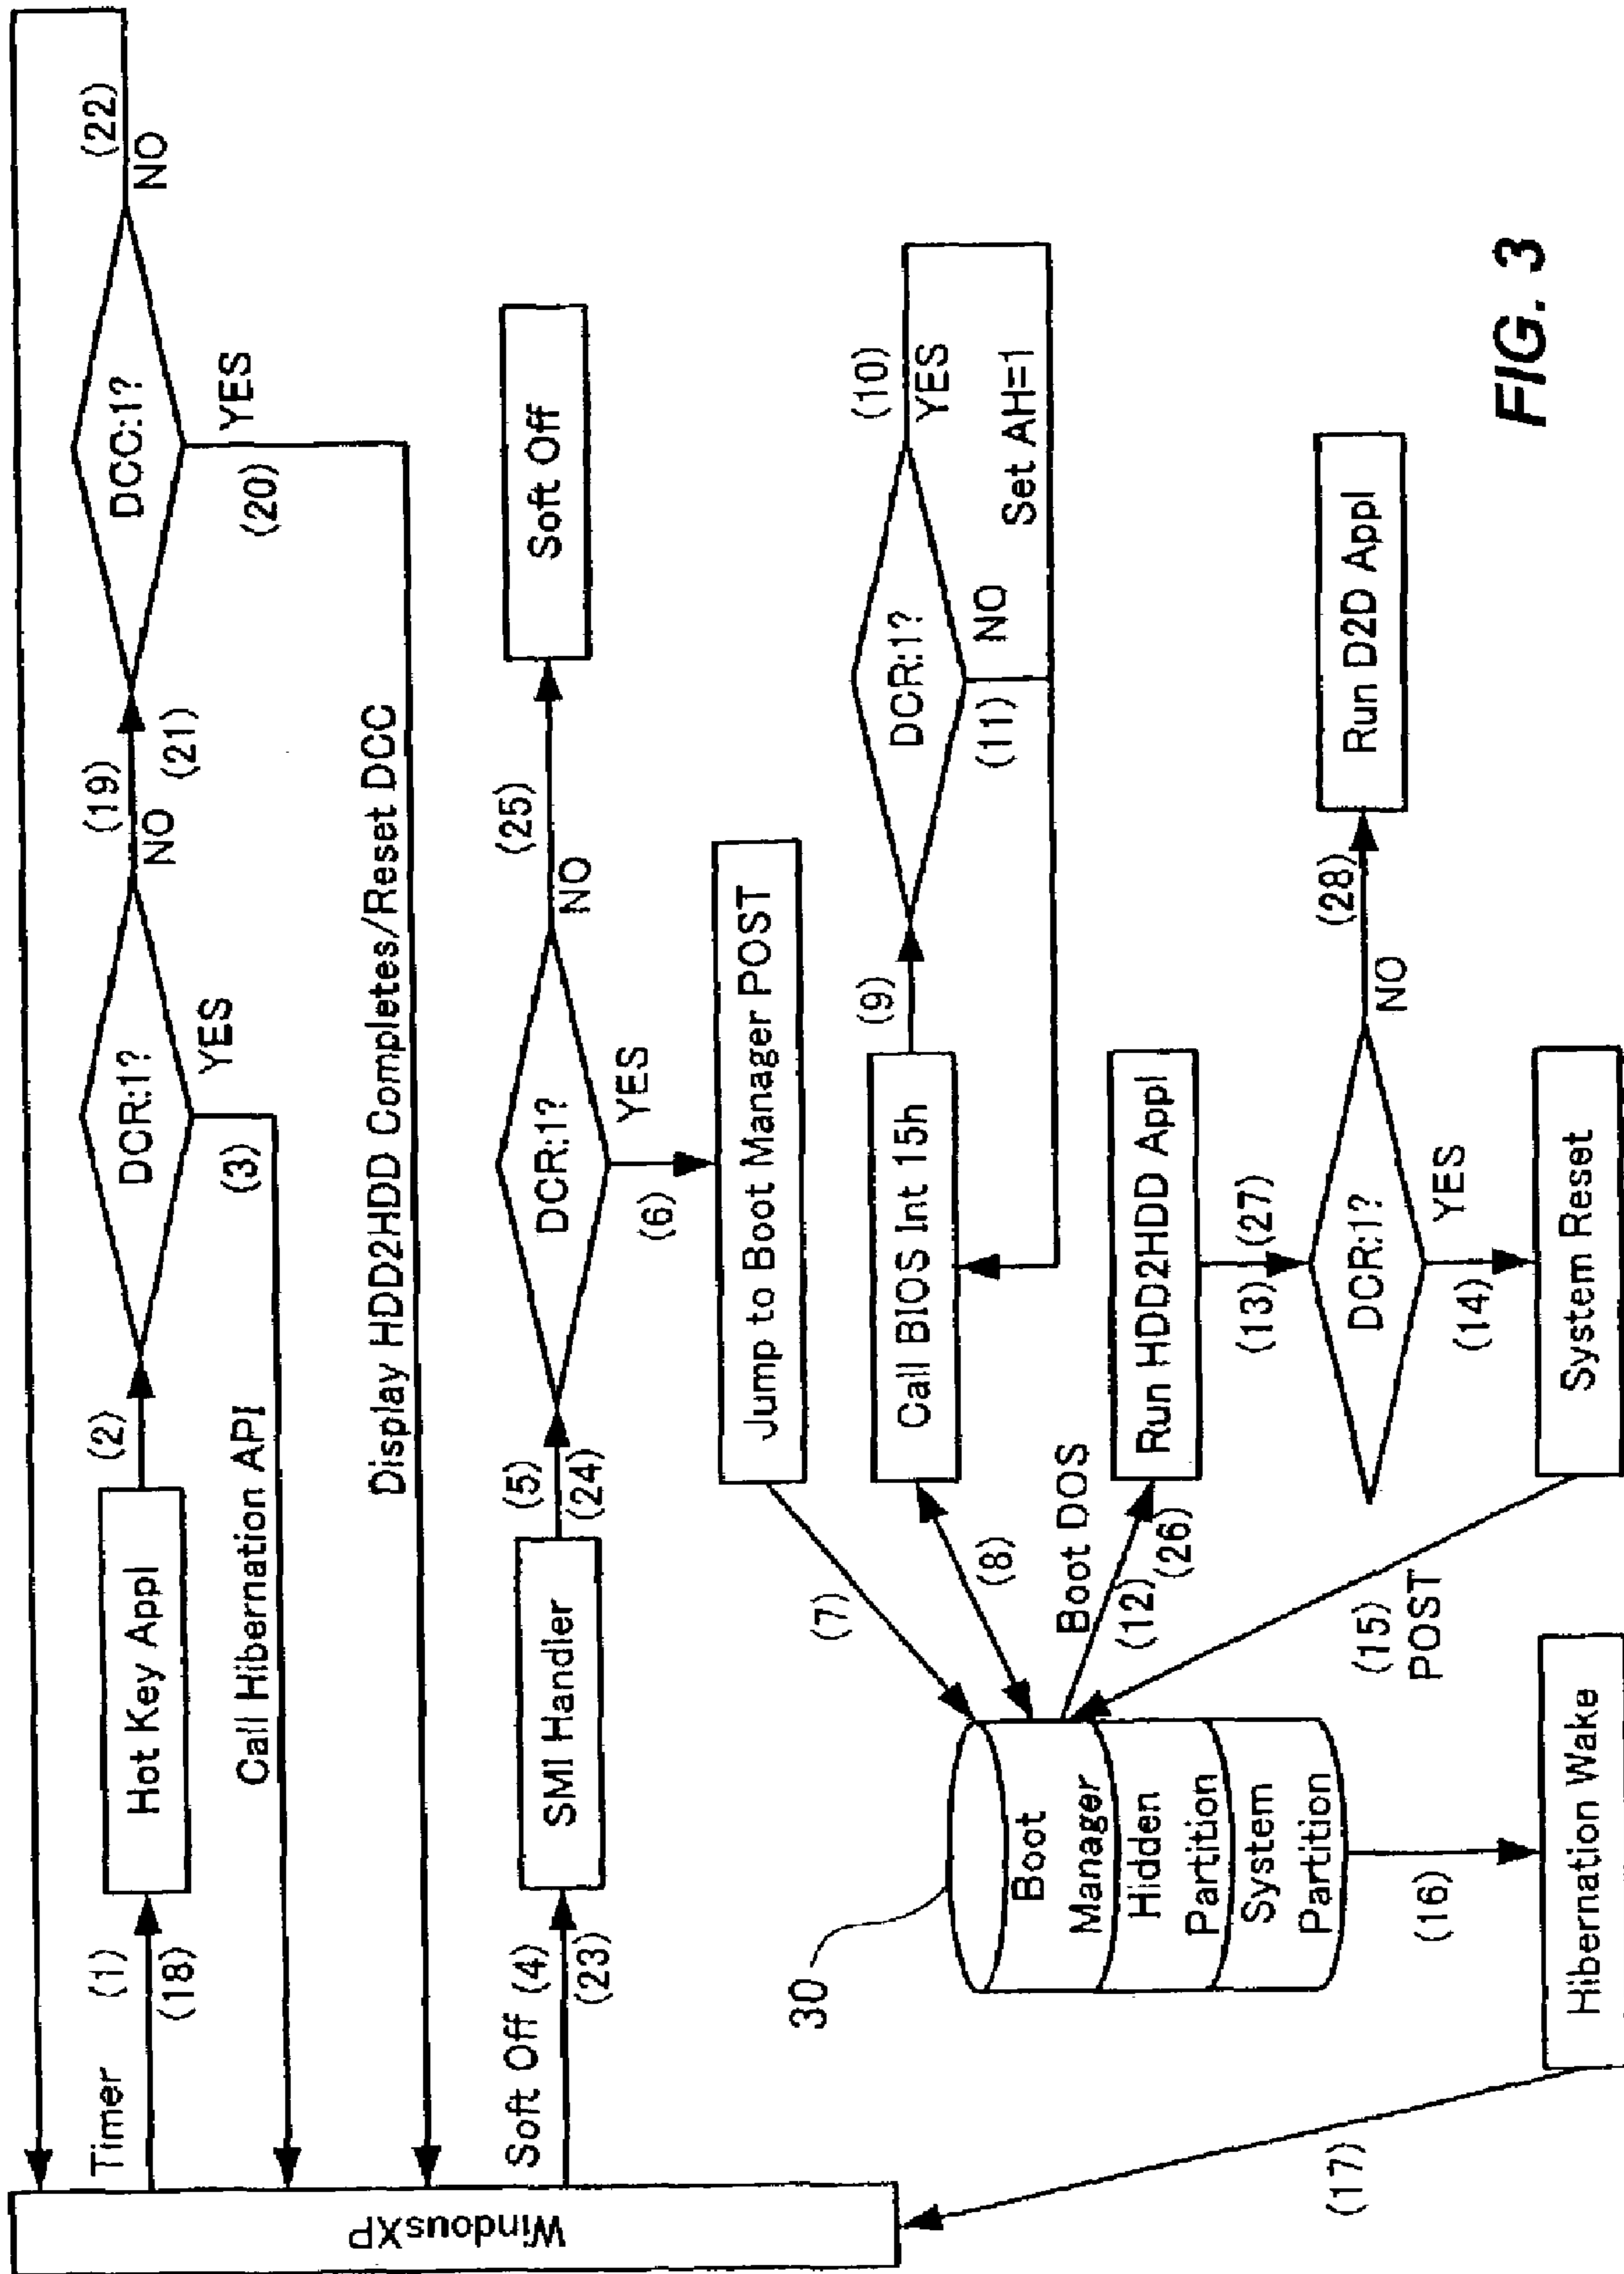 WindousXP
Timer
(1)
(18)
Hot Key Appl
(2)
DCR:1?
NO
(19)
(21)
YES
(3)
Call Hibernation API
DCC:1?
NO
(22)
YES
(20)
Display HDD2HDD Completes/Reset DCC
Soft Off
(4)
(23)
SMI Handler
(5)
(24)
DCR:1?
NO
(25)
Soft Off
YES
(6)
Jump to Boot Manager POST
(7)
(8)
Call BIOS Int 15h
(9)
DCR:1?
(10)
YES
NO
(11)
Set AH=1
30
Boot
Manager
Hidden
Partition
System
Partition
Boot DOS
(12)
(26)
Run HDD2HDD Appl
(13)
(27)
DCR:1?
NO
(28)
Run D2D Appl
YES
(14)
System Reset
(15)
POST
(16)
Hibernation Wake
(17)
FIG. 3